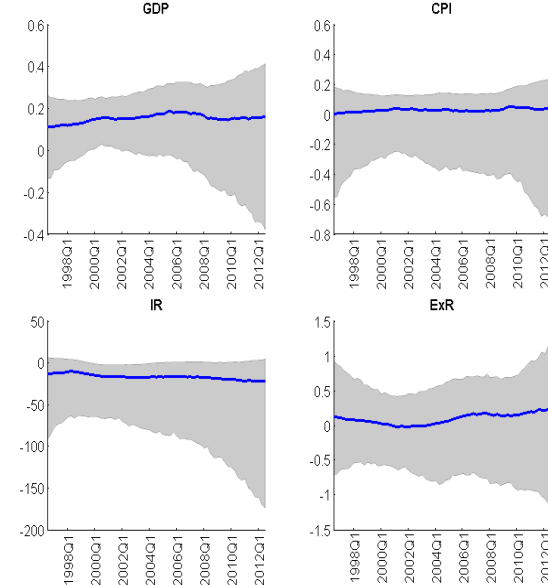 GDP
0.6
0.4
0.2
0
-0.2
-0.4
1998Q1
2000Q1
2002Q1
2004Q1
2006Q1
2008Q1
2010Q1
2012Q1
CPI
0.6
0.4
0.2
0
-0.2
-0.4
-0.6
-0.8
1998Q1
2000Q1
2002Q1
2004Q1
2006Q1
2008Q1
2010Q1
2012Q1
IR
50
0
-50
-100
-150
-200
1998Q1
2000Q1
2002Q1
2004Q1
2006Q1
2008Q1
2010Q1
2012Q1
ExR
1.5
1
0.5
0
-0.5
-1
-1.5
1998Q1
2000Q1
2002Q1
2004Q1
2006Q1
2008Q1
2010Q1
2012Q1